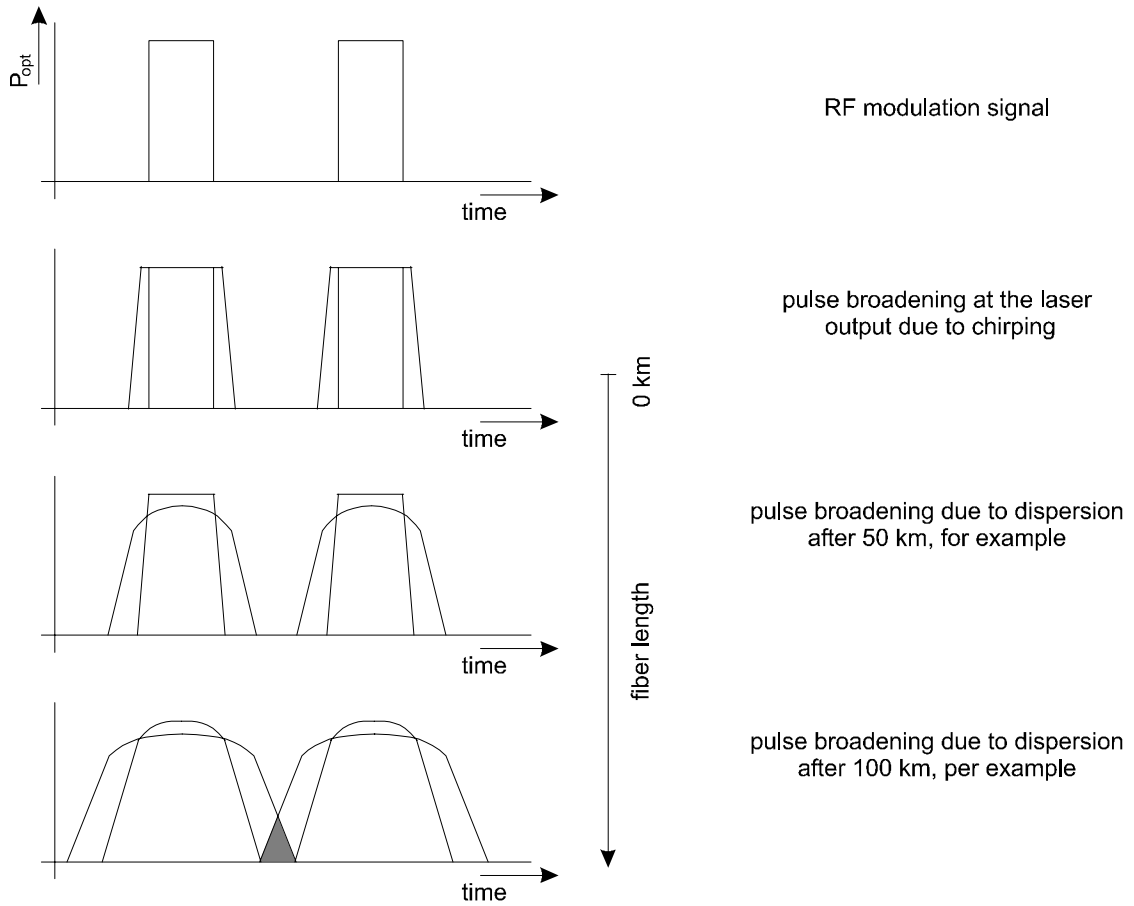 P_opt
RF modulation signal
time
pulse broadening at the laser
output due to chirping
0 km
time
pulse broadening due to dispersion
after 50 km, for example
fiber length
time
pulse broadening due to dispersion
after 100 km, per example
time